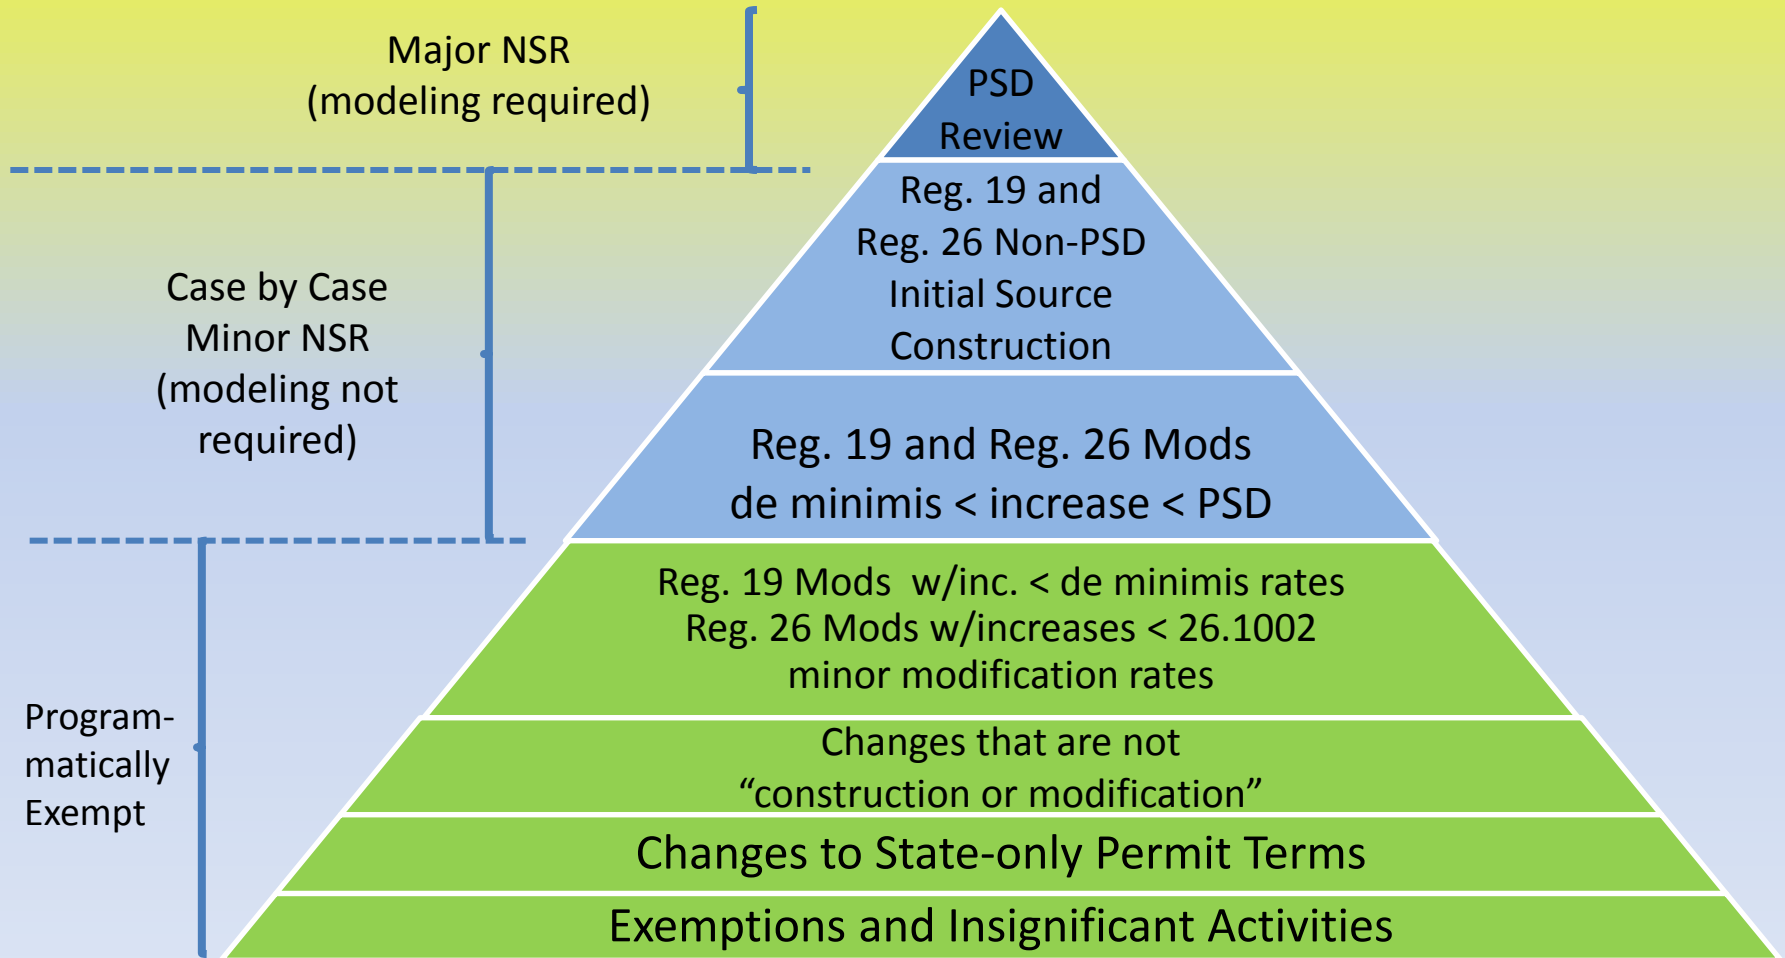 Major NSR
(modeling required)
Case by Case
Minor NSR
(modeling not
required)
Program-
matically
Exempt
PSD
Review
Reg. 19 and
Reg. 26 Non-PSD
Initial Source
Construction
Reg. 19 and Reg. 26 Mods
de minimis < increase < PSD
Reg. 19 Mods  w/inc. < de minimis rates
Reg. 26 Mods w/increases < 26.1002
minor modification rates
Changes that are not
“construction or modification”
Changes to State-only Permit Terms
Exemptions and Insignificant Activities